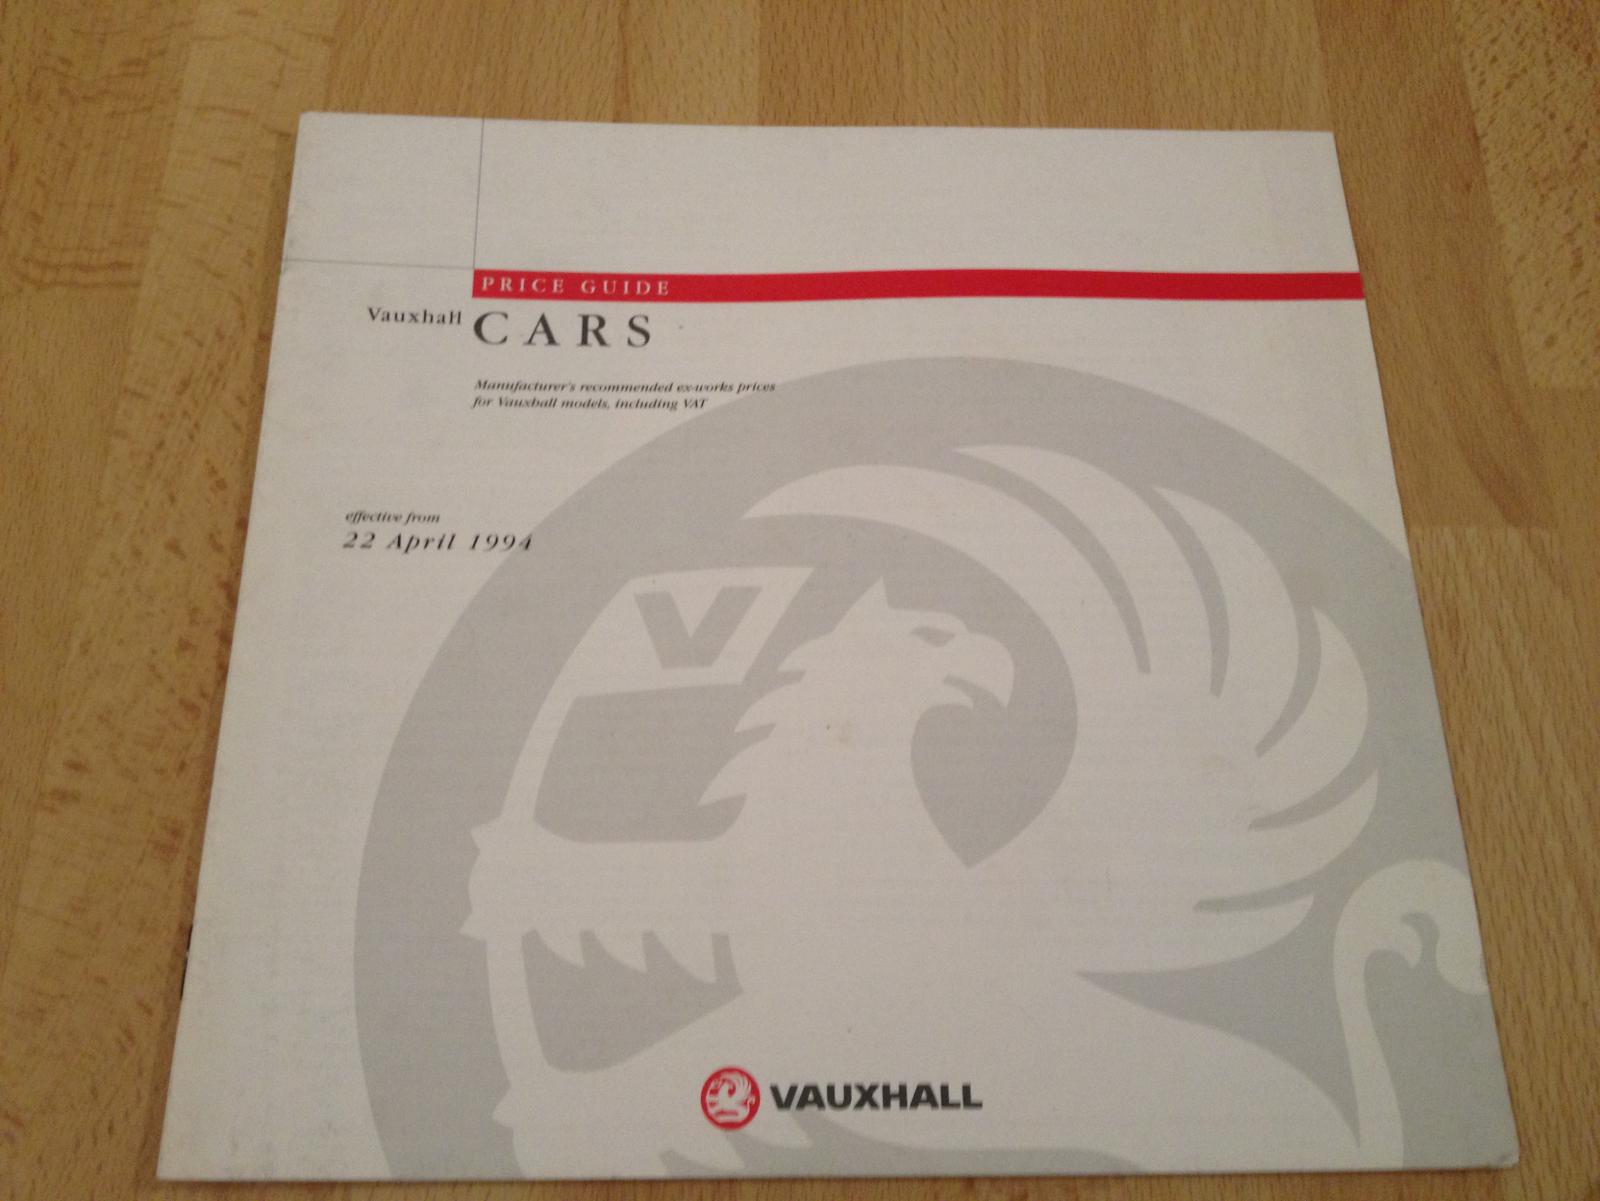 PRICE GUIDE
Vauxhall CARS
Manufacturer's recommended ex-works prices
for Vauxhall models, including VAT
effective from
22 April 1994
V
VAUXHALL